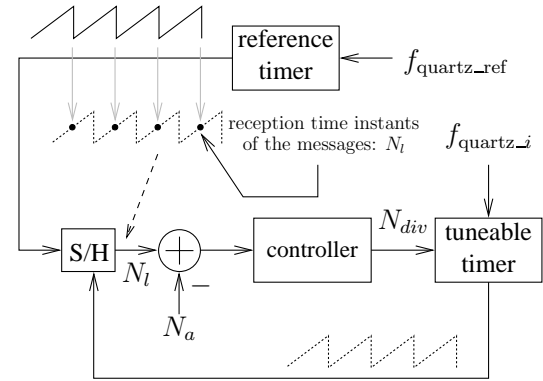 reference
timer
f_quartz_ref
reception time instants
of the messages: N_l
f_quartz_i
S/H
N_l
+
−
N_a
controller
N_div
tuneable
timer